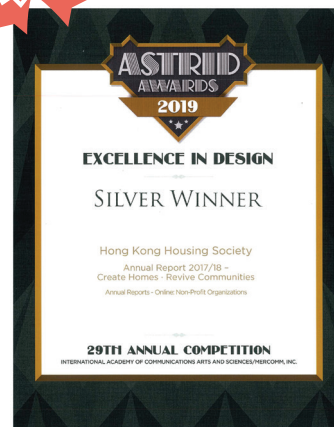 ASTRID
AWARDS
2019
EXCELLENCE IN DESIGN
SILVER WINNER
Hong Kong Housing Society
Annual Report 2017/18 –
Create Homes · Revive Communities
Annual Reports - Online: Non-Profit Organizations
29TH ANNUAL COMPETITION
INTERNATIONAL ACADEMY OF COMMUNICATIONS ARTS AND SCIENCES/MERCOMM, INC.